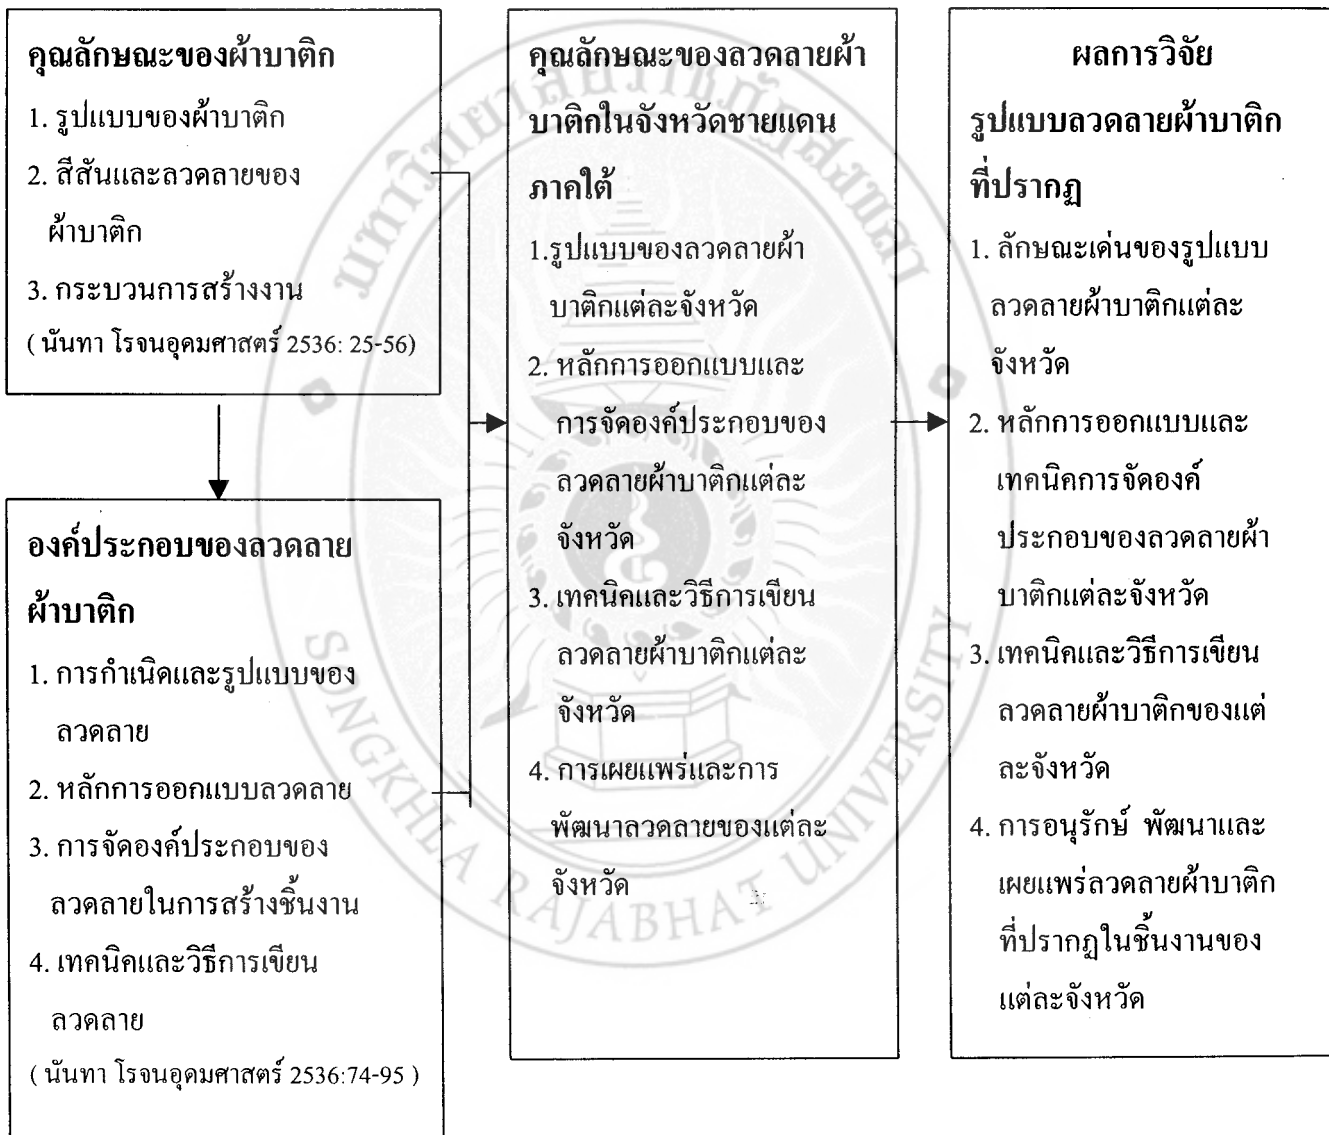 คุณลักษณะของผ้าบาติก
1. รูปแบบของผ้าบาติก
2. สีสันและลวดลายของ
ผ้าบาติก
3. กระบวนการสร้างงาน
( นันทา โรจนอุดมศาสตร์ 2536: 25-56)
องค์ประกอบของลวดลาย
ผ้าบาติก
1. การกำเนิดและรูปแบบของ
ลวดลาย
2. หลักการออกแบบลวดลาย
3. การจัดองค์ประกอบของ
ลวดลายในการสร้างชิ้นงาน
4. เทคนิคและวิธีการเขียน
ลวดลาย
( นันทา โรจนอุดมศาสตร์ 2536:74-95 )
คุณลักษณะของลวดลายผ้า
บาติกในจังหวัดชายแดน
ภาคใต้
1.รูปแบบของลวดลายผ้า
บาติกแต่ละจังหวัด
2. หลักการออกแบบและ
การจัดองค์ประกอบของ
ลวดลายผ้าบาติกแต่ละ
จังหวัด
3. เทคนิคและวิธีการเขียน
ลวดลายผ้าบาติกแต่ละ
จังหวัด
4. การเผยแพร่และการ
พัฒนาลวดลายของแต่ละ
จังหวัด
ผลการวิจัย
รูปแบบลวดลายผ้าบาติก
ที่ปรากฏ
1. ลักษณะเด่นของรูปแบบ
ลวดลายผ้าบาติกแต่ละ
จังหวัด
2. หลักการออกแบบและ
เทคนิคการจัดองค์
ประกอบของลวดลายผ้า
บาติกแต่ละจังหวัด
3. เทคนิคและวิธีการเขียน
ลวดลายผ้าบาติกของแต่
ละจังหวัด
4. การอนุรักษ์ พัฒนาและ
เผยแพร่ลวดลายผ้าบาติก
ที่ปรากฏในชิ้นงานของ
แต่ละจังหวัด
มหาวิทยาลัยราชภัฏสงขลา
SONGKHLA RAJABHAT UNIVERSITY